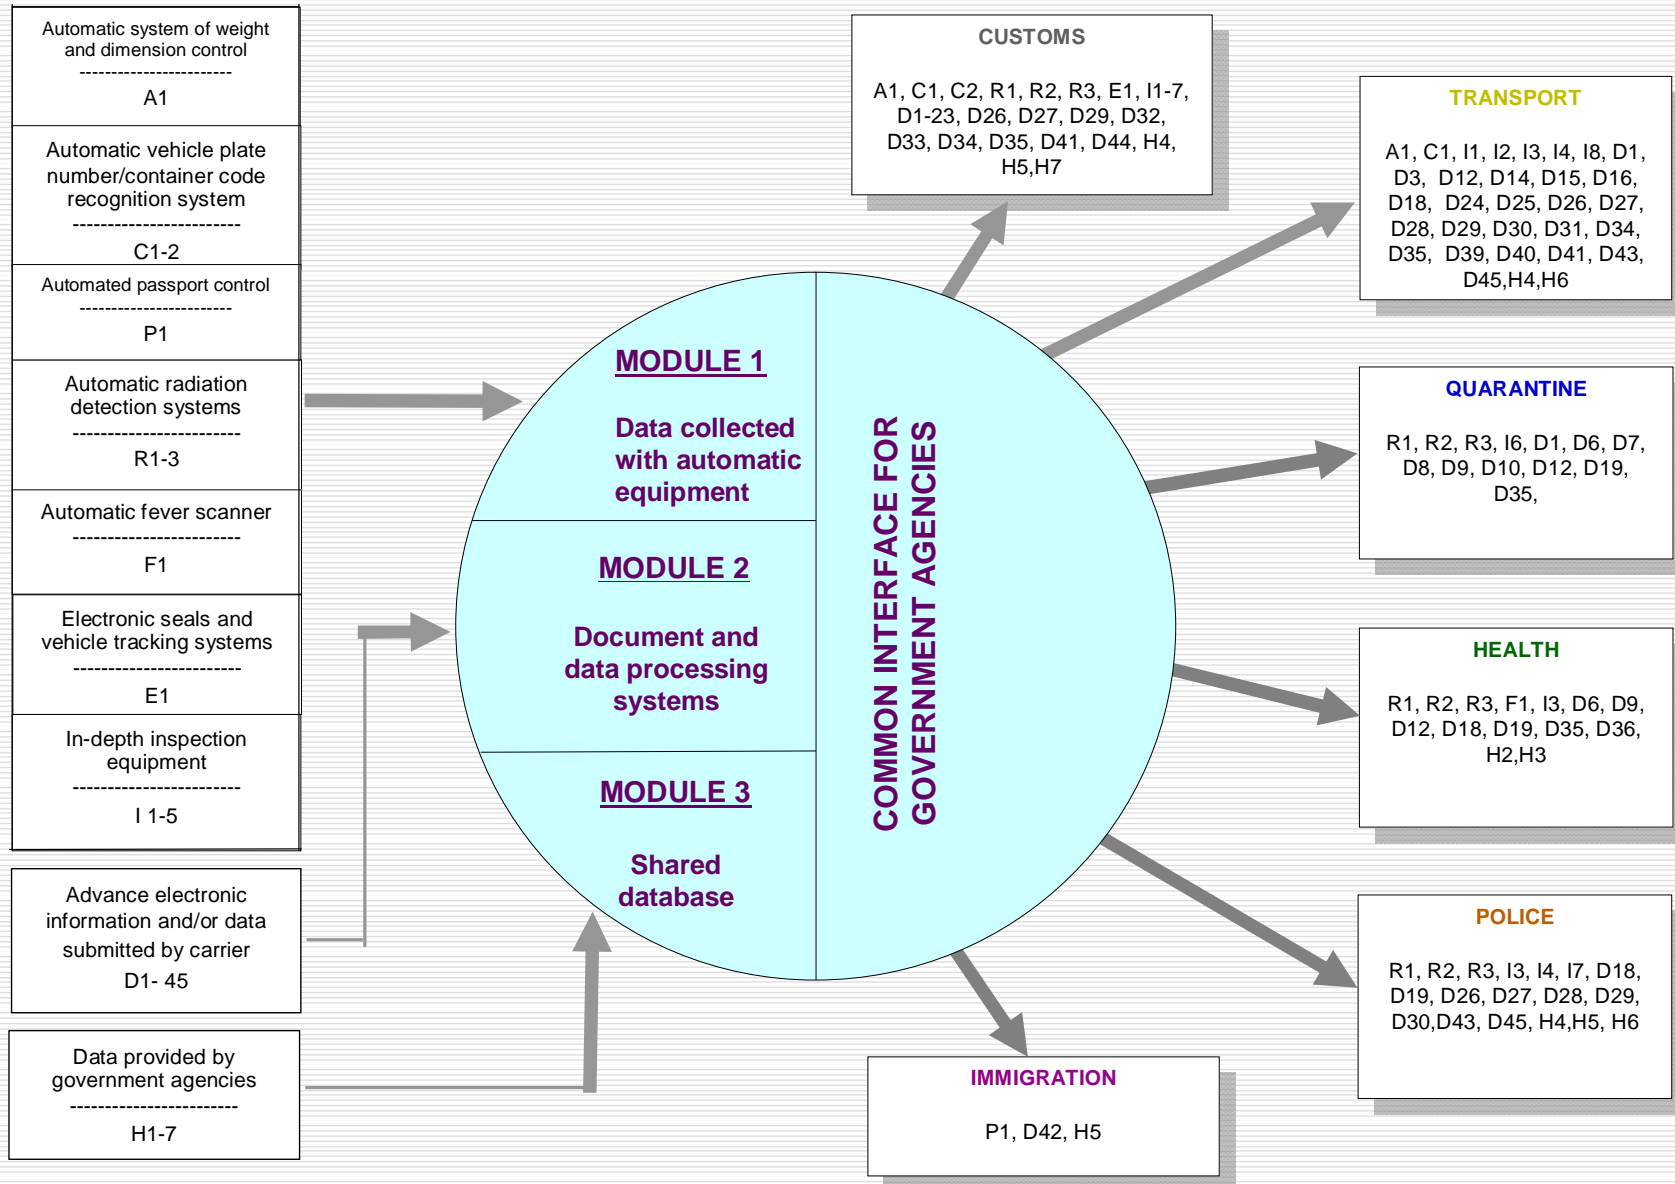 Automatic system of weight
and dimension control
------------------------
A1
Automatic vehicle plate
number/container code
recognition system
------------------------
C1-2
Automated passport control
------------------------
P1
Automatic radiation
detection systems
------------------------
R1-3
Automatic fever scanner
------------------------
F1
Electronic seals and
vehicle tracking systems
------------------------
E1
In-depth inspection
equipment
------------------------
I 1-5
Advance electronic
information and/or data
submitted by carrier
D1- 45
Data provided by
government agencies
------------------------
H1-7
MODULE 1
Data collected
with automatic
equipment
MODULE 2
Document and
data processing
systems
MODULE 3
Shared
database
COMMON INTERFACE FOR
GOVERNMENT AGENCIES
CUSTOMS
A1, C1, C2, R1, R2, R3, E1, I1-7,
D1-23, D26, D27, D29, D32,
D33, D34, D35, D41, D44, H4,
H5,H7
TRANSPORT
A1, C1, I1, I2, I3, I4, I8, D1,
D3, D12, D14, D15, D16,
D18, D24, D25, D26, D27,
D28, D29, D30, D31, D34,
D35, D39, D40, D41, D43,
D45,H4,H6
QUARANTINE
R1, R2, R3, I6, D1, D6, D7,
D8, D9, D10, D12, D19,
D35,
HEALTH
R1, R2, R3, F1, I3, D6, D9,
D12, D18, D19, D35, D36,
H2,H3
POLICE
R1, R2, R3, I3, I4, I7, D18,
D19, D26, D27, D28, D29,
D30,D43, D45, H4,H5, H6
IMMIGRATION
P1, D42, H5